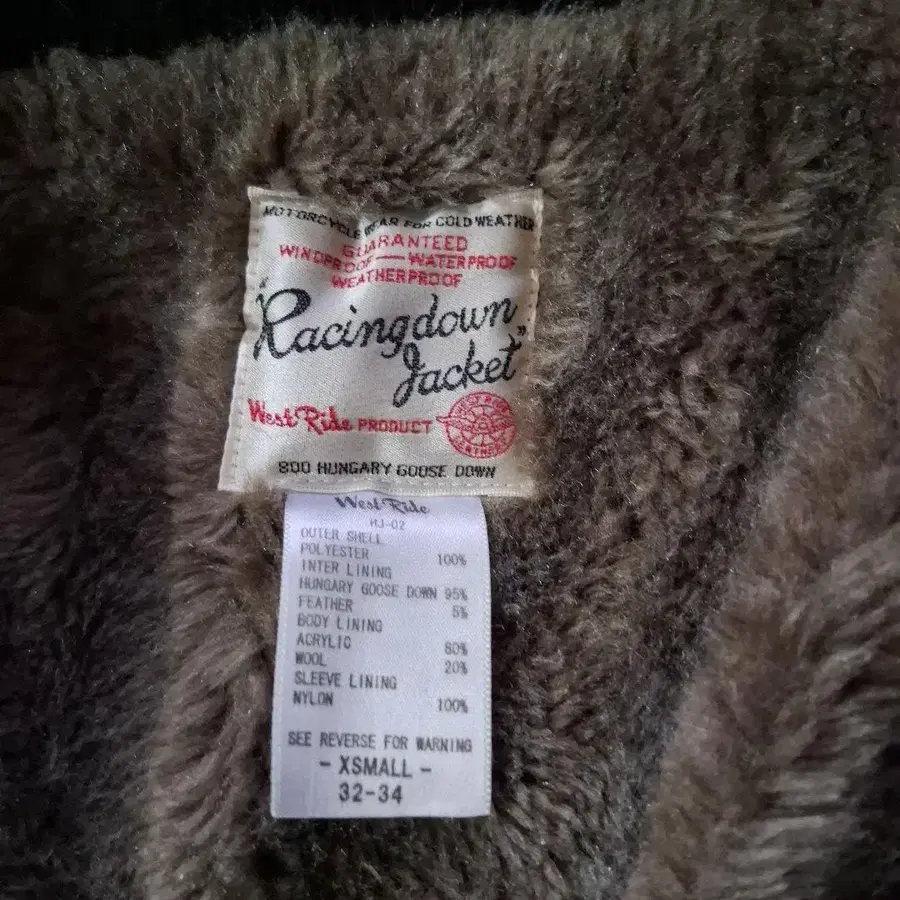 MOTORCYCLE WEAR FOR COLD WEATHER
GUARANTEED
WINDPROOF — WATERPROOF
WEATHERPROOF
"Racingdown
Jacket"
West Ride PRODUCT
800 HUNGARY GOOSE DOWN
West Ride
HJ-02
OUTER SHELL
POLYESTER 100%
INTER LINING
HUNGARY GOOSE DOWN 95%
FEATHER 5%
BODY LINING
ACRYLIC 80%
WOOL 20%
SLEEVE LINING
NYLON 100%
SEE REVERSE FOR WARNING
- XSMALL -
32-34